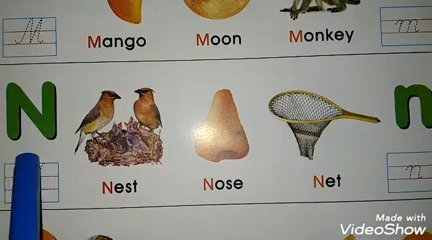 M Mango Moon Monkey m
N n
Nest Nose Net n
Made with
VideoShow